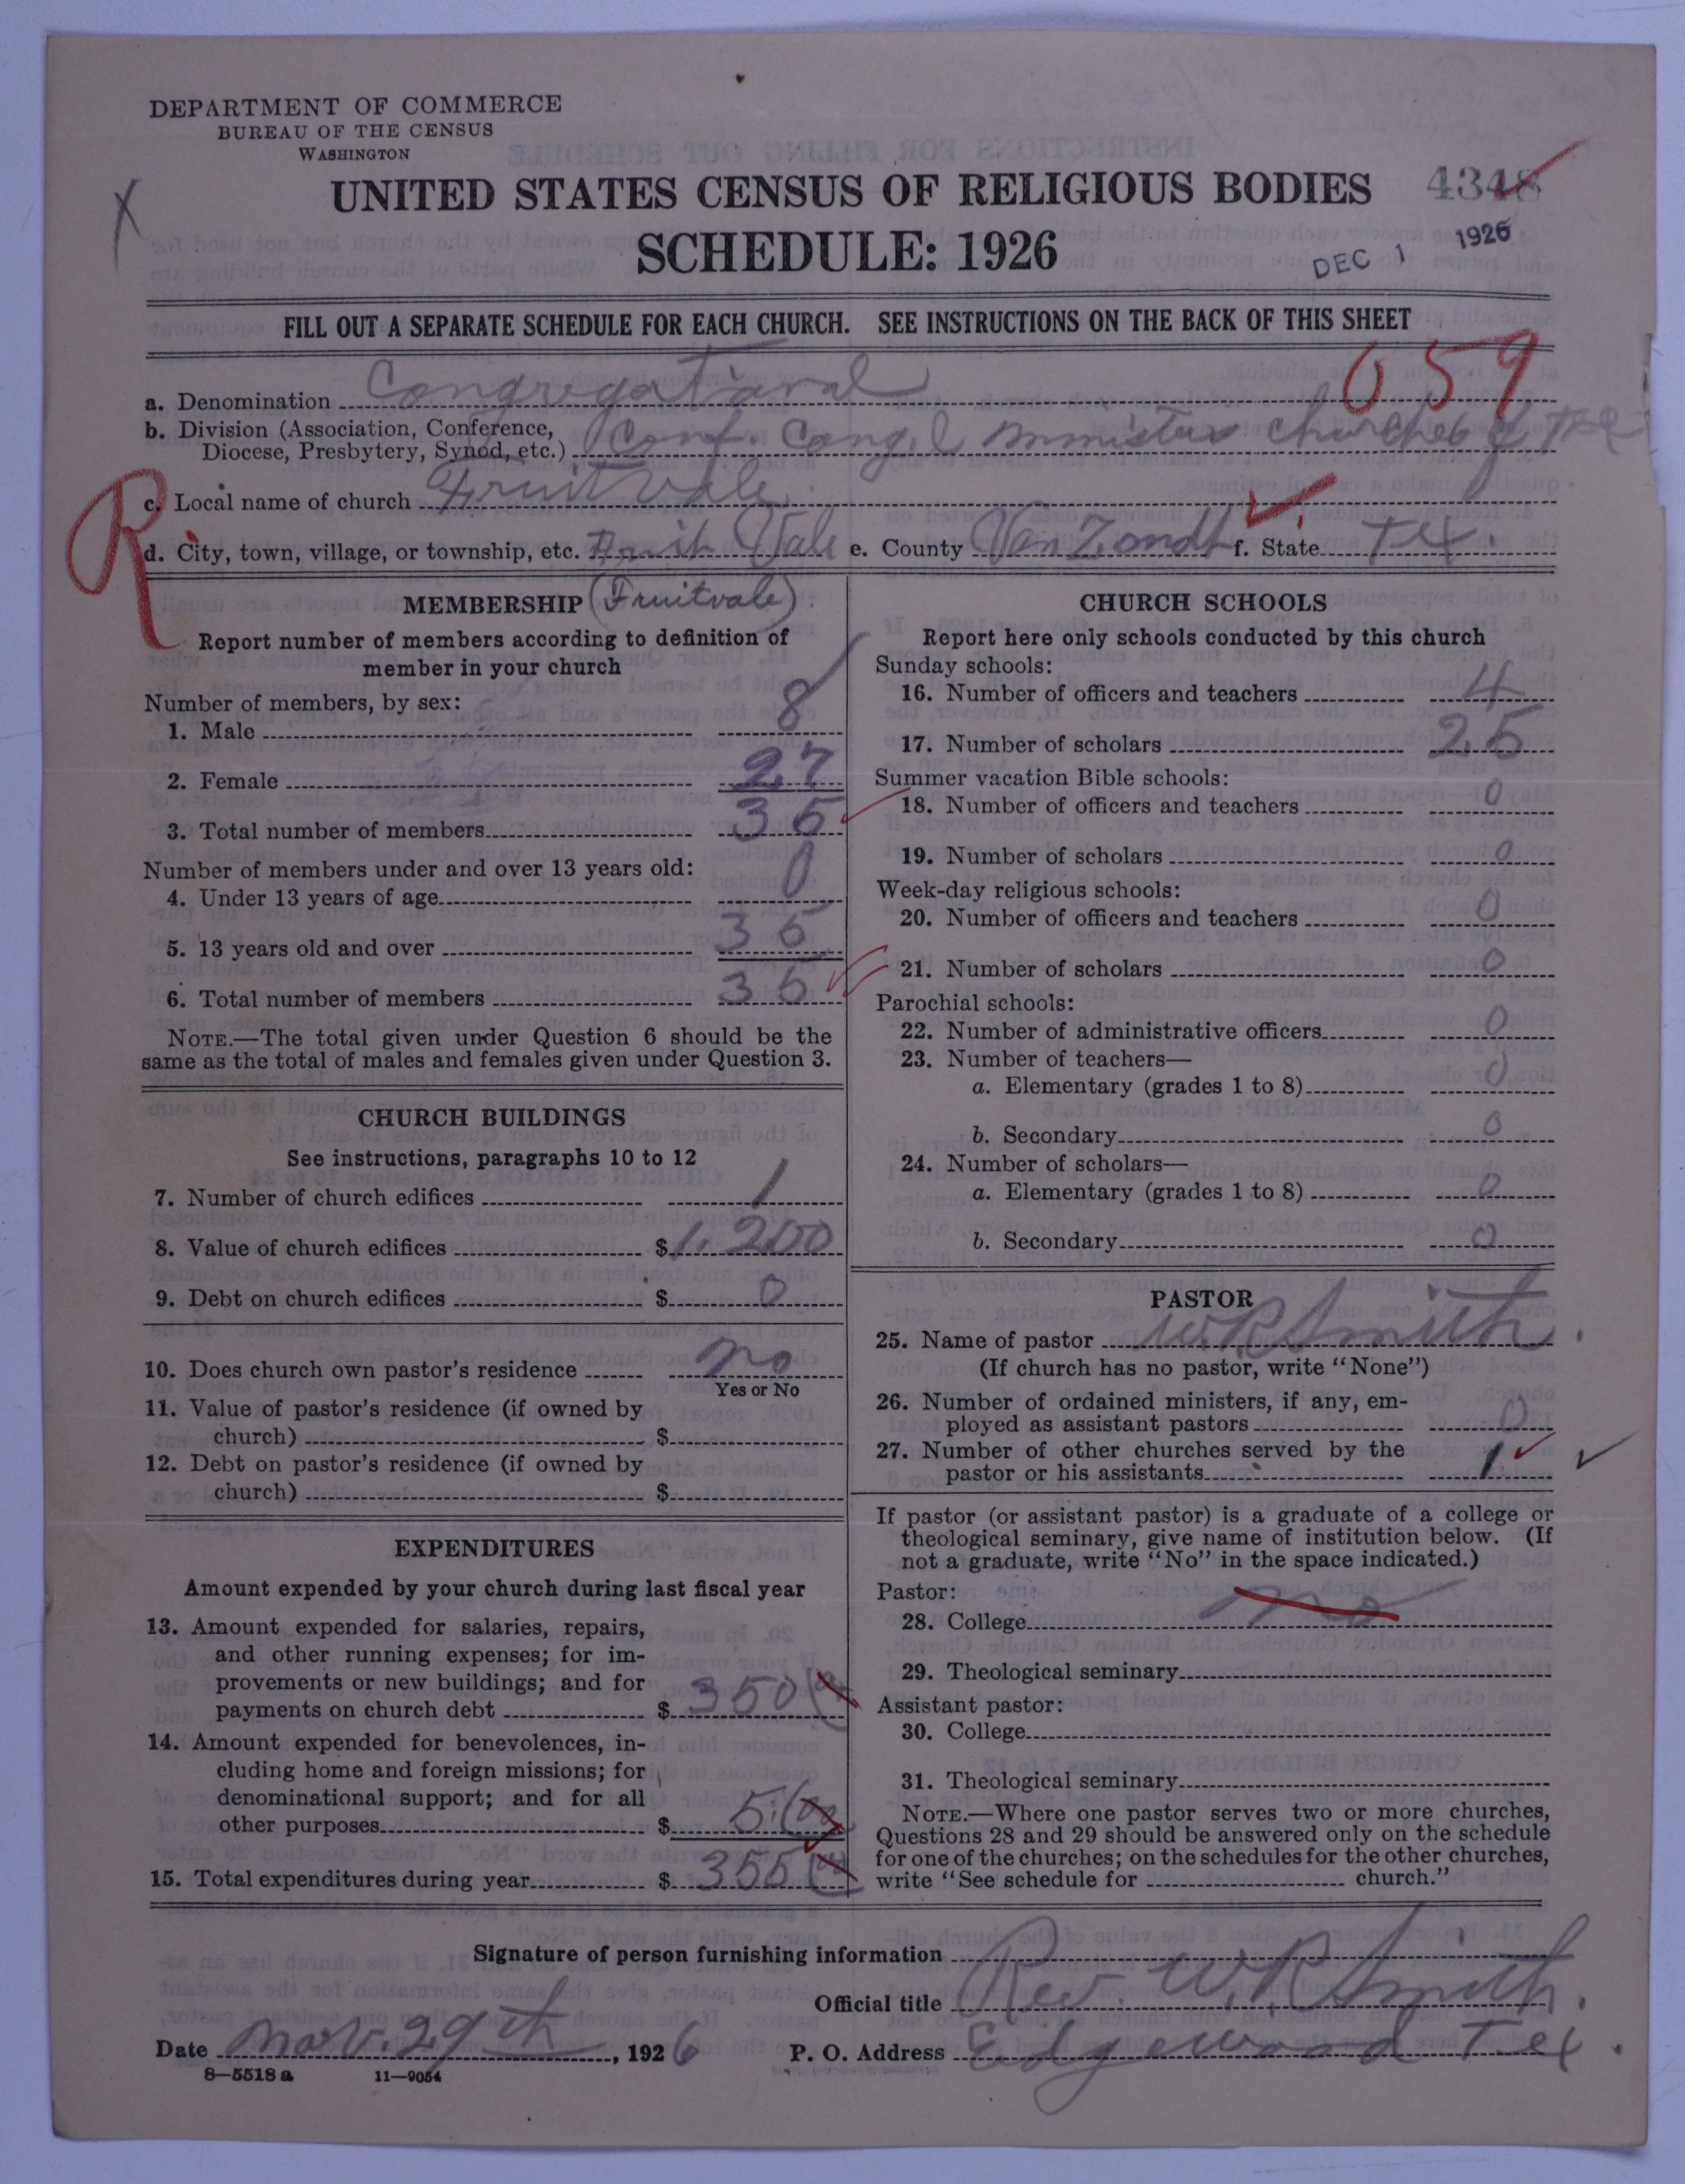 DEPARTMENT OF COMMERCE
BUREAU OF THE CENSUS
WASHINGTON
UNITED STATES CENSUS OF RELIGIOUS BODIES
4348
SCHEDULE: 1926
DEC 1 1926
FILL OUT A SEPARATE SCHEDULE FOR EACH CHURCH. SEE INSTRUCTIONS ON THE BACK OF THIS SHEET
X
059
a. Denomination Congregational
b. Division (Association, Conference,
Diocese, Presbytery, Synod, etc.) Conf. Cong'l Ministers Churches of
R
c. Local name of church Fruitvale
d. City, town, village, or township, etc. Fruit Vale e. County Van Zandt f. State Tex.
MEMBERSHIP (Fruitvale)
Report number of members according to definition of
member in your church
Number of members, by sex:
1. Male 8
2. Female 27
3. Total number of members 35
Number of members under and over 13 years old:
4. Under 13 years of age 0
5. 13 years old and over 35
6. Total number of members 35
NOTE.—The total given under Question 6 should be the
same as the total of males and females given under Question 3.
CHURCH BUILDINGS
See instructions, paragraphs 10 to 12
7. Number of church edifices 1
8. Value of church edifices $ 1,200
9. Debt on church edifices $ 0
10. Does church own pastor's residence no
Yes or No
11. Value of pastor's residence (if owned by
church) $
12. Debt on pastor's residence (if owned by
church) $
EXPENDITURES
Amount expended by your church during last fiscal year
13. Amount expended for salaries, repairs,
and other running expenses; for im-
provements or new buildings; and for
payments on church debt $ 350
14. Amount expended for benevolences, in-
cluding home and foreign missions; for
denominational support; and for all
other purposes $ 5.
15. Total expenditures during year $ 355
CHURCH SCHOOLS
Report here only schools conducted by this church
Sunday schools:
16. Number of officers and teachers 4
17. Number of scholars 25
Summer vacation Bible schools:
18. Number of officers and teachers 0
19. Number of scholars 0
Week-day religious schools:
20. Number of officers and teachers 0
21. Number of scholars 0
Parochial schools:
22. Number of administrative officers 0
23. Number of teachers—
a. Elementary (grades 1 to 8) 0
b. Secondary 0
24. Number of scholars—
a. Elementary (grades 1 to 8) 0
b. Secondary 0
PASTOR
25. Name of pastor W.R. Smith.
(If church has no pastor, write "None")
26. Number of ordained ministers, if any, em-
ployed as assistant pastors 0
27. Number of other churches served by the
pastor or his assistants 1
If pastor (or assistant pastor) is a graduate of a college or
theological seminary, give name of institution below. (If
not a graduate, write "No" in the space indicated.)
Pastor:
28. College no
29. Theological seminary
Assistant pastor:
30. College
31. Theological seminary
NOTE.—Where one pastor serves two or more churches,
Questions 28 and 29 should be answered only on the schedule
for one of the churches; on the schedules for the other churches,
write "See schedule for church."
Signature of person furnishing information
Official title Rev. W.R. Smith.
Date Nov. 29th, 1926 P. O. Address Edgewood Tex.
8—5518 a 11—9054